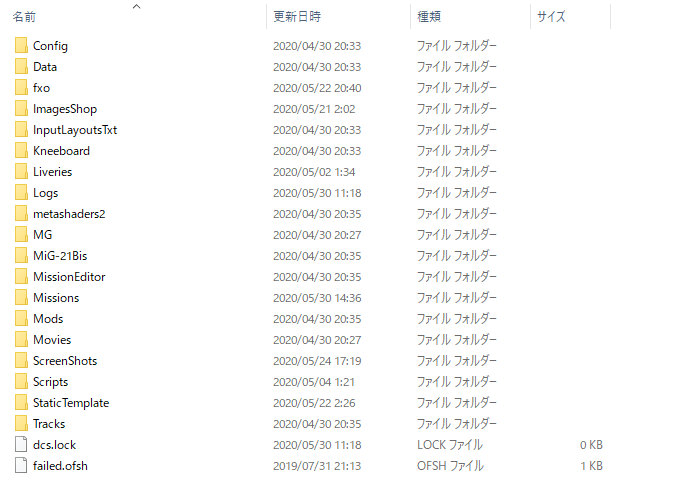 名前 更新日時 種類 サイズ
Config 2020/04/30 20:33 ファイル フォルダー
Data 2020/04/30 20:33 ファイル フォルダー
fxo 2020/05/22 20:40 ファイル フォルダー
ImagesShop 2020/05/21 2:02 ファイル フォルダー
InputLayoutsTxt 2020/04/30 20:33 ファイル フォルダー
Kneeboard 2020/04/30 20:33 ファイル フォルダー
Liveries 2020/05/02 1:34 ファイル フォルダー
Logs 2020/05/30 11:18 ファイル フォルダー
metashaders2 2020/04/30 20:35 ファイル フォルダー
MG 2020/04/30 20:27 ファイル フォルダー
MiG-21Bis 2020/04/30 20:35 ファイル フォルダー
MissionEditor 2020/04/30 20:35 ファイル フォルダー
Missions 2020/05/30 14:36 ファイル フォルダー
Mods 2020/04/30 20:35 ファイル フォルダー
Movies 2020/04/30 20:27 ファイル フォルダー
ScreenShots 2020/05/24 17:19 ファイル フォルダー
Scripts 2020/05/04 1:21 ファイル フォルダー
StaticTemplate 2020/05/22 2:26 ファイル フォルダー
Tracks 2020/04/30 20:35 ファイル フォルダー
dcs.lock 2020/05/30 11:18 LOCK ファイル 0 KB
failed.ofsh 2019/07/31 21:13 OFSH ファイル 1 KB